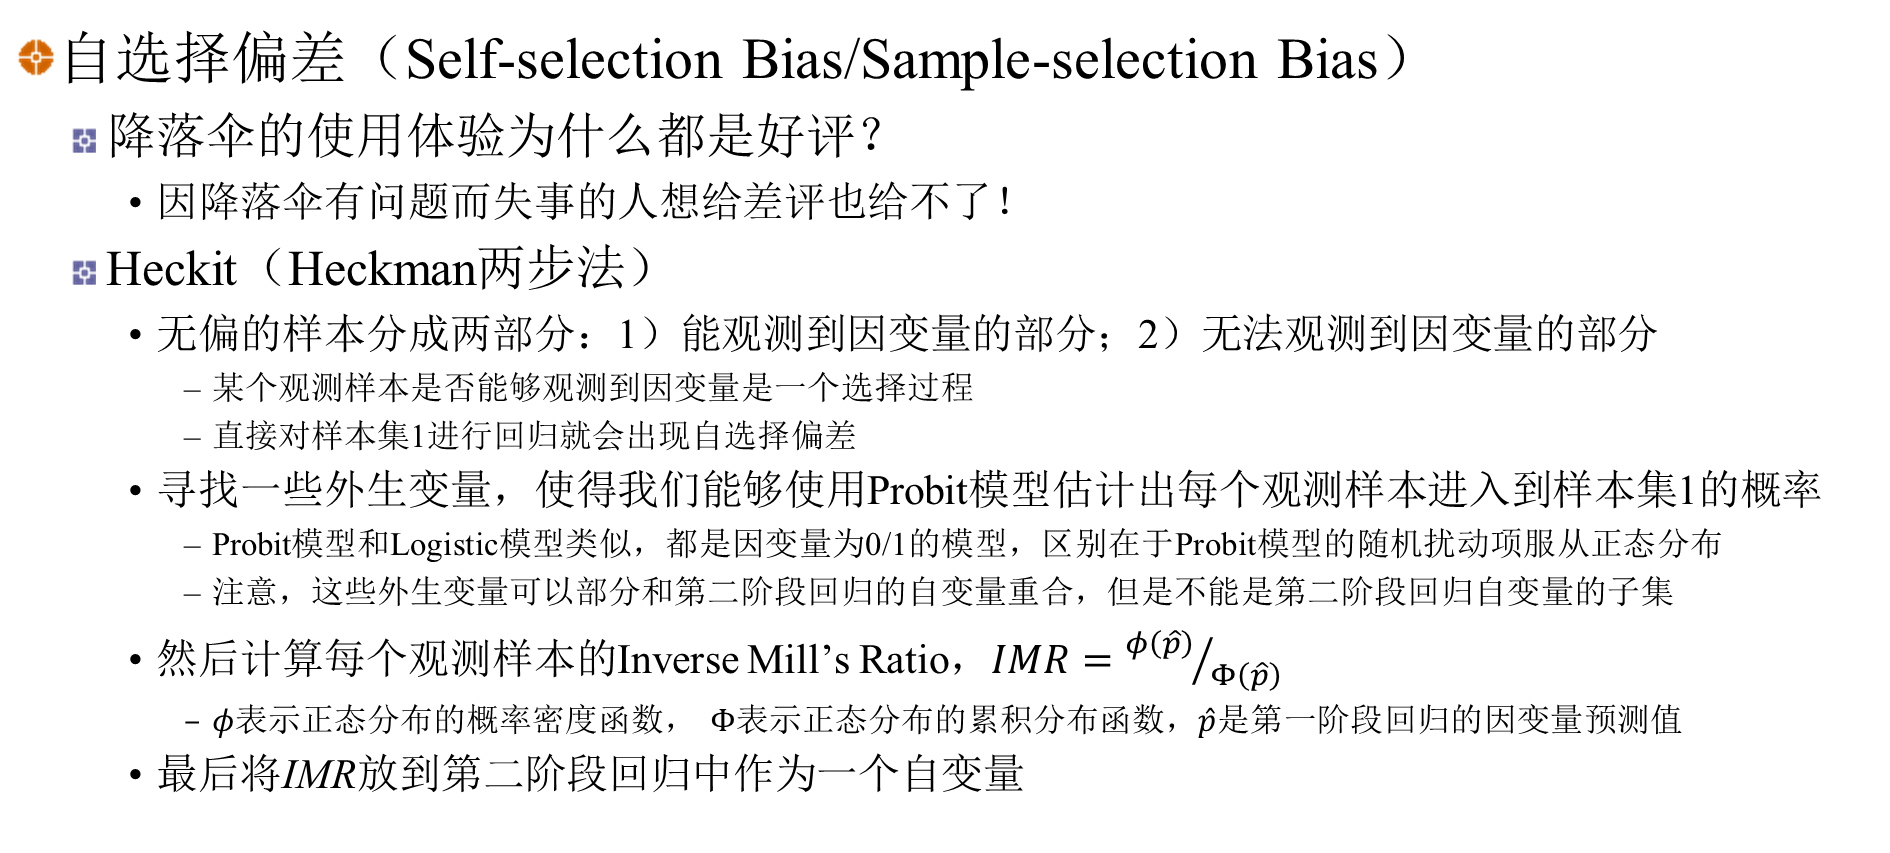 自选择偏差（Self-selection Bias/Sample-selection Bias）
降落伞的使用体验为什么都是好评？
• 因降落伞有问题而失事的人想给差评也给不了！
Heckit（Heckman两步法）
• 无偏的样本分成两部分：1）能观测到因变量的部分；2）无法观测到因变量的部分
– 某个观测样本是否能够观测到因变量是一个选择过程
– 直接对样本集1进行回归就会出现自选择偏差
• 寻找一些外生变量，使得我们能够使用Probit模型估计出每个观测样本进入到样本集1的概率
– Probit模型和Logistic模型类似，都是因变量为0/1的模型，区别在于Probit模型的随机扰动项服从正态分布
– 注意，这些外生变量可以部分和第二阶段回归的自变量重合，但是不能是第二阶段回归自变量的子集
• 然后计算每个观测样本的Inverse Mill’s Ratio，IMR = ϕ(p̂)/Φ(p̂)
– ϕ表示正态分布的概率密度函数， Φ表示正态分布的累积分布函数，p̂是第一阶段回归的因变量预测值
• 最后将IMR放到第二阶段回归中作为一个自变量